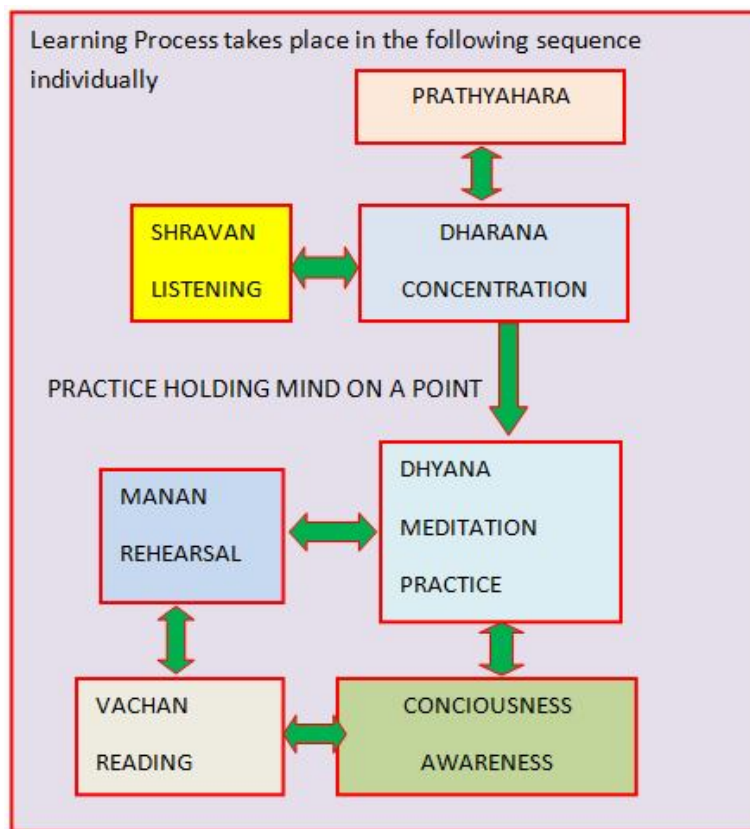 Learning Process takes place in the following sequence
individually
PRATHYAHARA
SHRAVAN
LISTENING
DHARANA
CONCENTRATION
PRACTICE HOLDING MIND ON A POINT
MANAN
REHEARSAL
DHYANA
MEDITATION
PRACTICE
VACHAN
READING
CONCIOUSNESS
AWARENESS